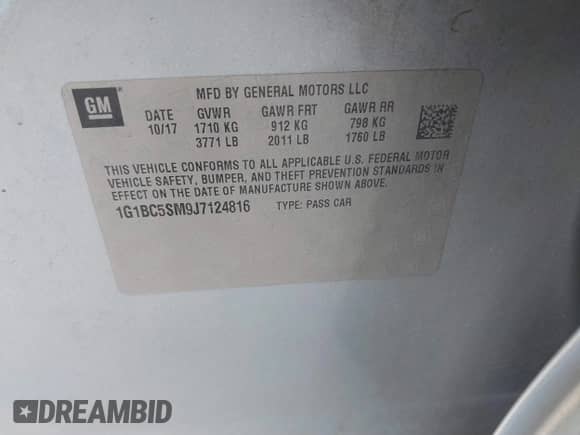 GM
MFD BY GENERAL MOTORS LLC
DATE GVWR GAWR FRT GAWR RR
10/17 1710 KG 912 KG 798 KG
3771 LB 2011 LB 1760 LB
THIS VEHICLE CONFORMS TO ALL APPLICABLE U.S. FEDERAL MOTOR
VEHICLE SAFETY, BUMPER, AND THEFT PREVENTION STANDARDS IN
EFFECT ON THE DATE OF MANUFACTURE SHOWN ABOVE.
1G1BC5SM9J7124816 TYPE: PASS CAR
DREAMBID